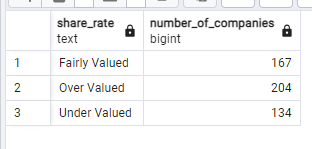 share_rate number_of_companies
text bigint
1 Fairly Valued 167
2 Over Valued 204
3 Under Valued 134